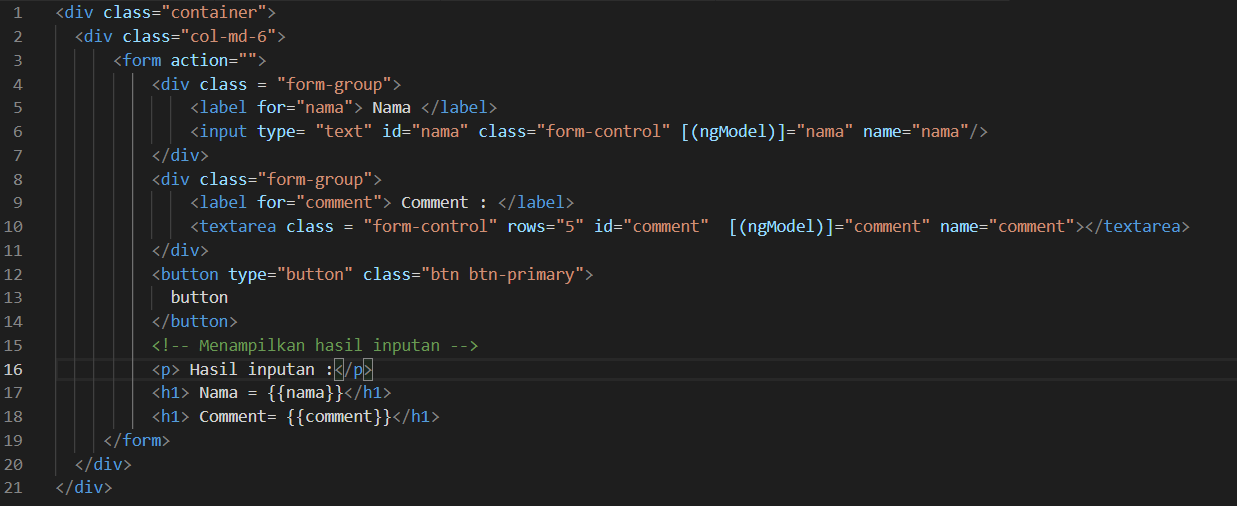 1 <div class="container">
2 <div class="col-md-6">
3 <form action="">
4 <div class = "form-group">
5 <label for="nama"> Nama </label>
6 <input type= "text" id="nama" class="form-control" [(ngModel)]="nama" name="nama"/>
7 </div>
8 <div class="form-group">
9 <label for="comment"> Comment : </label>
10 <textarea class = "form-control" rows="5" id="comment"  [(ngModel)]="comment" name="comment"></textarea>
11 </div>
12 <button type="button" class="btn btn-primary">
13 button
14 </button>
15 <!-- Menampilkan hasil inputan -->
16 <p> Hasil inputan :</p>
17 <h1> Nama = {{nama}}</h1>
18 <h1> Comment= {{comment}}</h1>
19 </form>
20 </div>
21 </div>